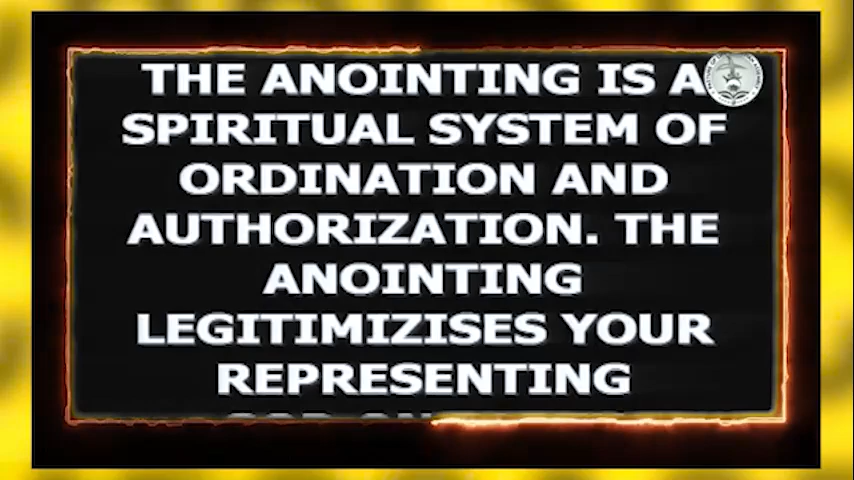 THE ANOINTING IS A
SPIRITUAL SYSTEM OF
ORDINATION AND
AUTHORIZATION. THE
ANOINTING
LEGITIMIZISES YOUR
REPRESENTING